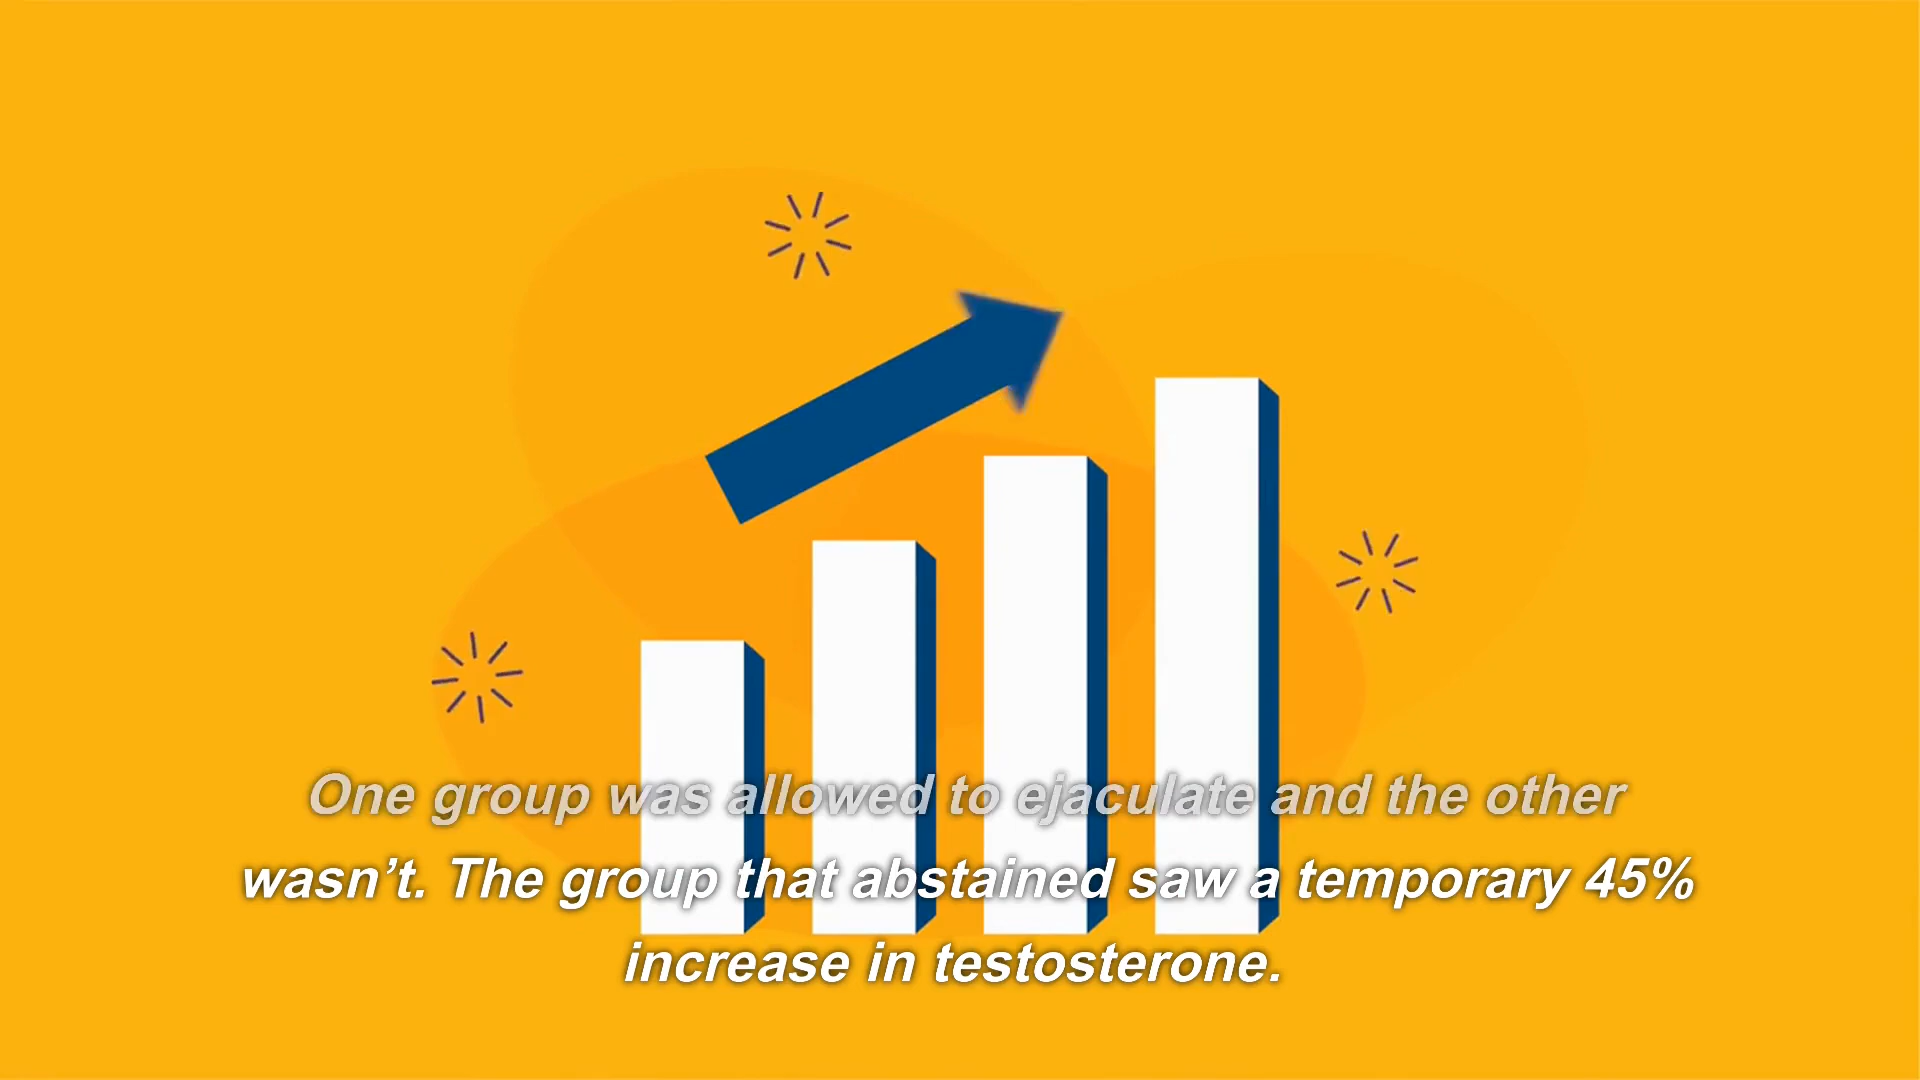 One group was allowed to ejaculate and the other
wasn’t. The group that abstained saw a temporary 45%
increase in testosterone.